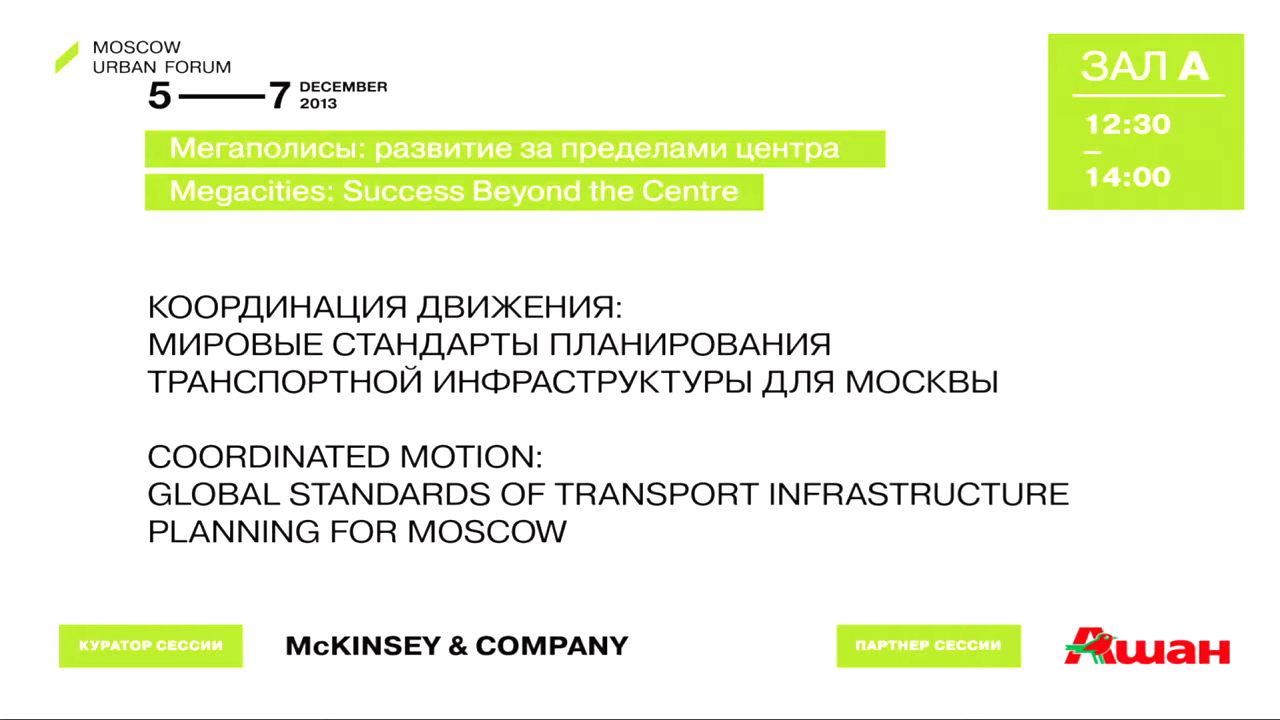 MOSCOW
URBAN FORUM
5 — 7 DECEMBER
2013
Мегаполисы: развитие за пределами центра
Megacities: Success Beyond the Centre
ЗАЛ А
12:30
–
14:00
КООРДИНАЦИЯ ДВИЖЕНИЯ:
МИРОВЫЕ СТАНДАРТЫ ПЛАНИРОВАНИЯ
ТРАНСПОРТНОЙ ИНФРАСТРУКТУРЫ ДЛЯ МОСКВЫ
COORDINATED MOTION:
GLOBAL STANDARDS OF TRANSPORT INFRASTRUCTURE
PLANNING FOR MOSCOW
КУРАТОР СЕССИИ
McKINSEY & COMPANY
ПАРТНЕР СЕССИИ
Ашан